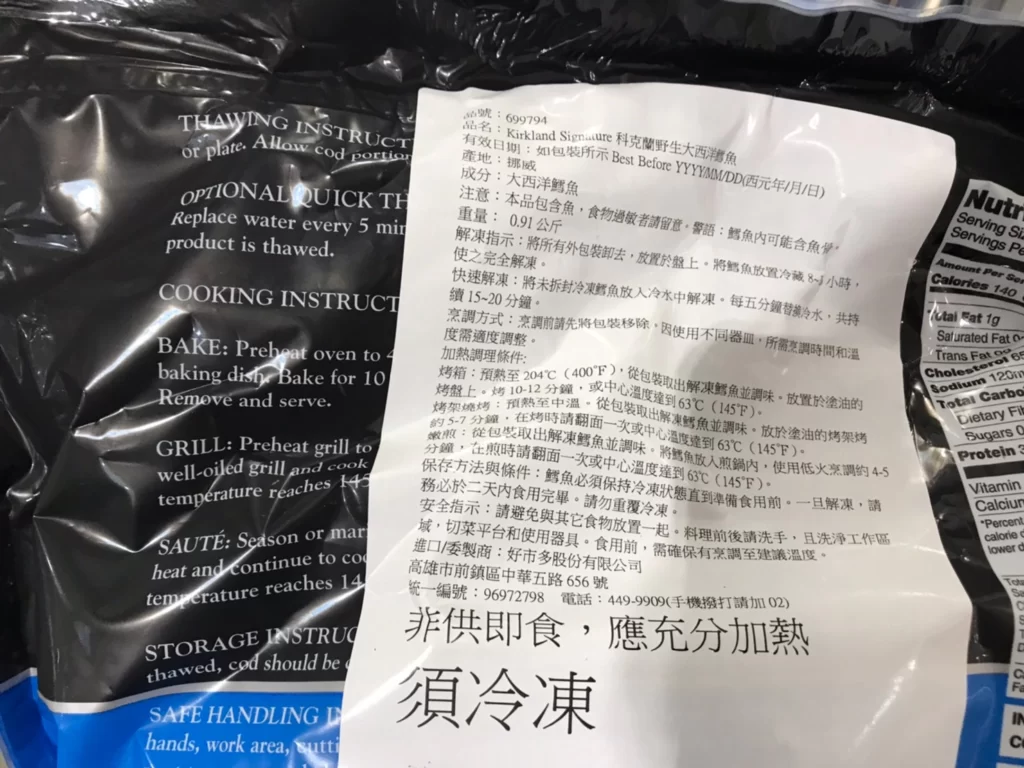 THAWING INSTRUCT
or plate. Allow cod portion
OPTIONAL QUICK TH
Replace water every 5 min
product is thawed.
COOKING INSTRUCT
BAKE: Preheat oven to 4
baking dish. Bake for 10
Remove and serve.
GRILL: Preheat grill to
well-oiled grill and cook
temperature reaches 145
SAUTÉ: Season or mar
heat and continue to coo
temperature reaches 14
STORAGE INSTRUC
thawed, cod should be
SAFE HANDLING IN
hands, work area, cutti
品號：699794
品名：Kirkland Signature 科克蘭野生大西洋鱈魚
有效日期：如包裝所示 Best Before YYYY/MM/DD(西元年/月/日)
產地：挪威
成分：大西洋鱈魚
注意：本品包含魚，食物過敏者請留意。警語：鱈魚內可能含魚骨。
重量： 0.91 公斤
解凍指示：將所有外包裝卸去，放置於盤上。將鱈魚放置冷藏 8-小時，
使之完全解凍。
快速解凍：將未拆封冷凍鱈魚放入冷水中解凍。每五分鐘替換冷水，共持
續 15~20 分鐘。
烹調方式：烹調前請先將包裝移除。因使用不同器皿，所需烹調時間和溫
度需適度調整。
加熱調理條件:
烤箱：預熱至 204℃（400℉），從包裝取出解凍鱈魚並調味。放置於塗油的
烤盤上。烤 10-12 分鐘，或中心溫度達到 63℃（145℉）。
烤架燒烤：預熱至中溫。從包裝取出解凍鱈魚並調味。放於塗油的烤架烤
約 5-7 分鐘，在烤時請翻面一次或中心溫度達到 63℃（145℉）。
嫩煎：從包裝取出解凍鱈魚並調味。將鱈魚放入煎鍋內，使用低火烹調約 4-5
分鐘，在煎時請翻面一次或中心溫度達到 63℃（145℉）。
保存方法與條件：鱈魚必須保持冷凍狀態直到準備食用前。一旦解凍，請
務必於二天內食用完畢。請勿重覆冷凍。
安全指示：請避免與其它食物放置一起。料理前後請洗手，且洗淨工作區
域，切菜平台和使用器具。食用前，需確保有烹調至建議溫度。
進口/委製商：好市多股份有限公司
高雄市前鎮區中華五路 656 號
統一編號：96972798 電話：449-9909(手機撥打請加 02)
非供即食，應充分加熱
須冷凍
Nutri
Serving Siz
Servings Pe
Amount Per Ser
Calories 140
Total Fat 1g
Saturated Fat 0
Trans Fat 0
Cholesterol 6
Sodium 120m
Total Carbo
Dietary Fi
Sugars 0
Protein 3
Vitamin
Calcium
*Percent
calorie d
lower d